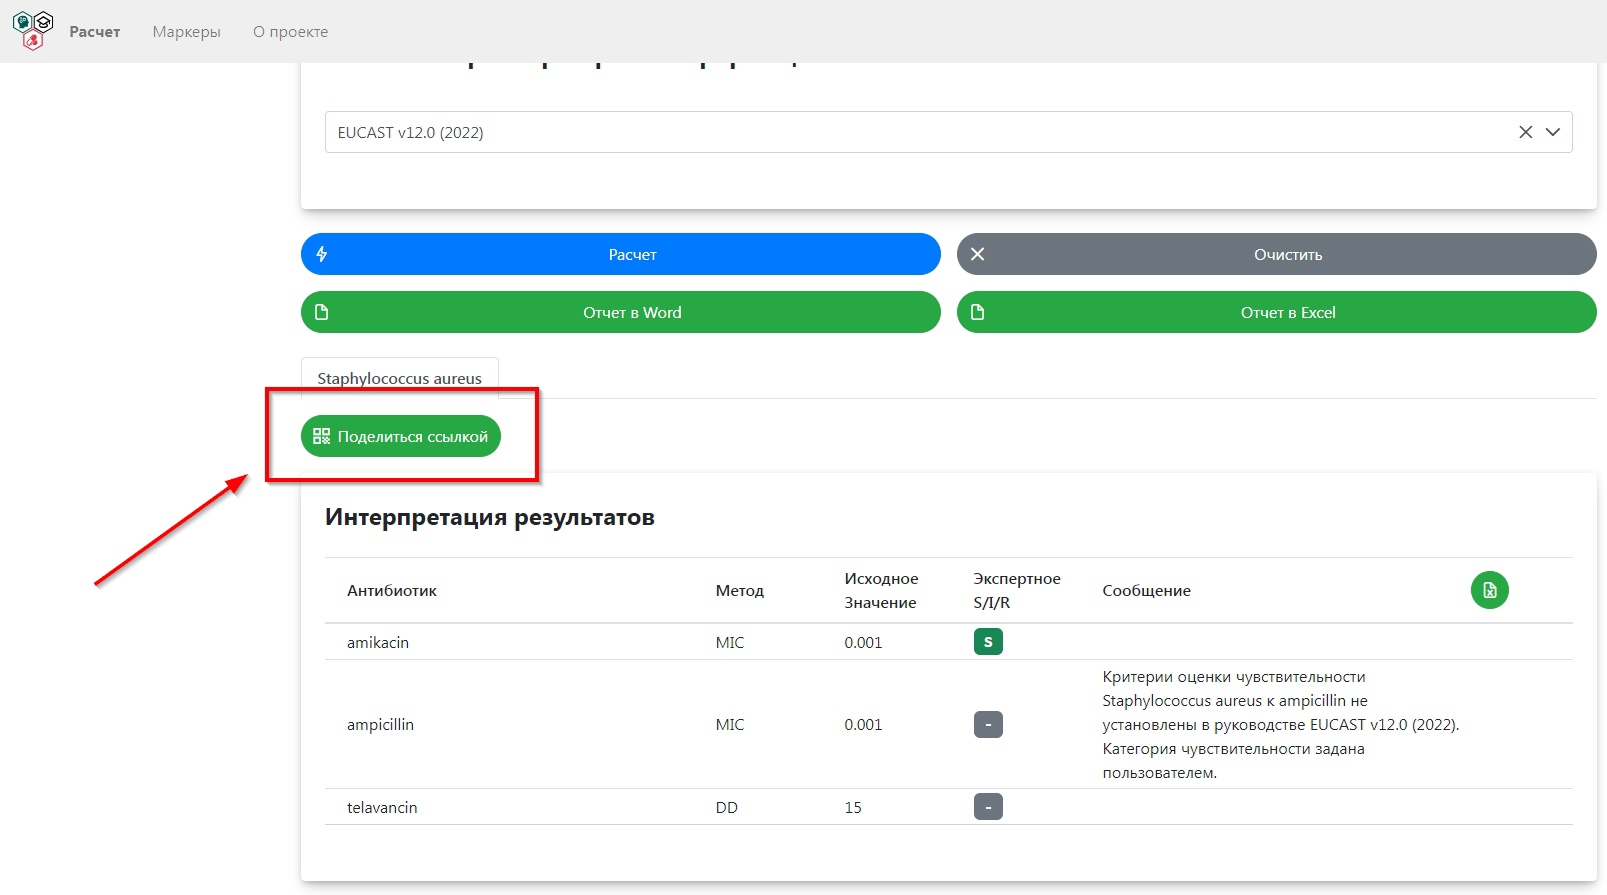 Расчет
Маркеры
О проекте
EUCAST v12.0 (2022)
Расчет
Очистить
Отчет в Word
Отчет в Excel
Staphylococcus aureus
Поделиться ссылкой
Интерпретация результатов
Антибиотик
Метод
Исходное
Значение
Экспертное
S/I/R
Сообщение
amikacin
MIC
0.001
S
ampicillin
MIC
0.001
-
Критерии оценки чувствительности
Staphylococcus aureus к ampicillin не
установлены в руководстве EUCAST v12.0 (2022).
Категория чувствительности задана
пользователем.
telavancin
DD
15
-